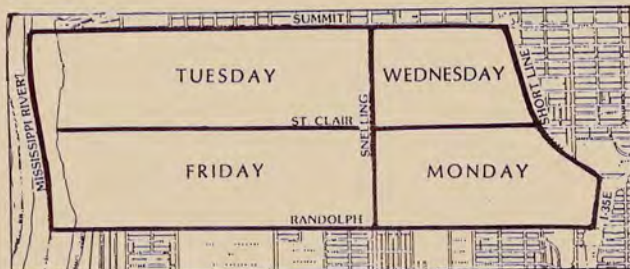 SUMMIT
TUESDAY
WEDNESDAY
SHORT LINE
MISSISSIPPI RIVER
ST. CLAIR
SNELLING
FRIDAY
MONDAY
I-35E
RANDOLPH